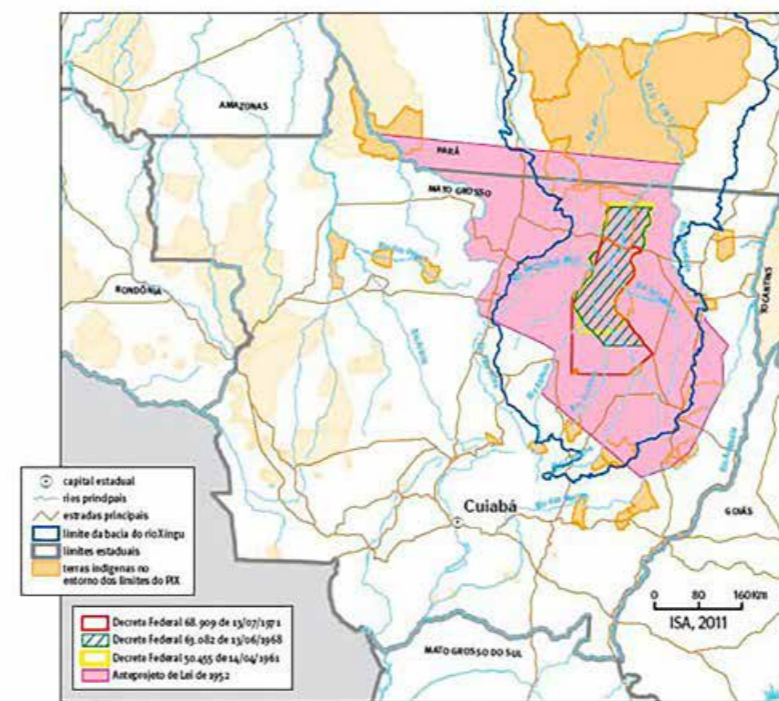 AMAZONAS
PARÁ
MATO GROSSO
RONDÔNIA
TOCANTINS
Cuiabá
GOIÁS
MATO GROSSO DO SUL
capital estadual
rios principais
estradas principais
limite da bacia do rio Xingu
limites estaduais
terras indígenas no
entorno dos limites do PIX
0 80 160 Km
ISA, 2011
Decreto Federal 68.909 de 13/07/1971
Decreto Federal 63.082 de 13/06/1968
Decreto Federal 50.455 de 14/04/1961
Anteprojeto de Lei de 1952